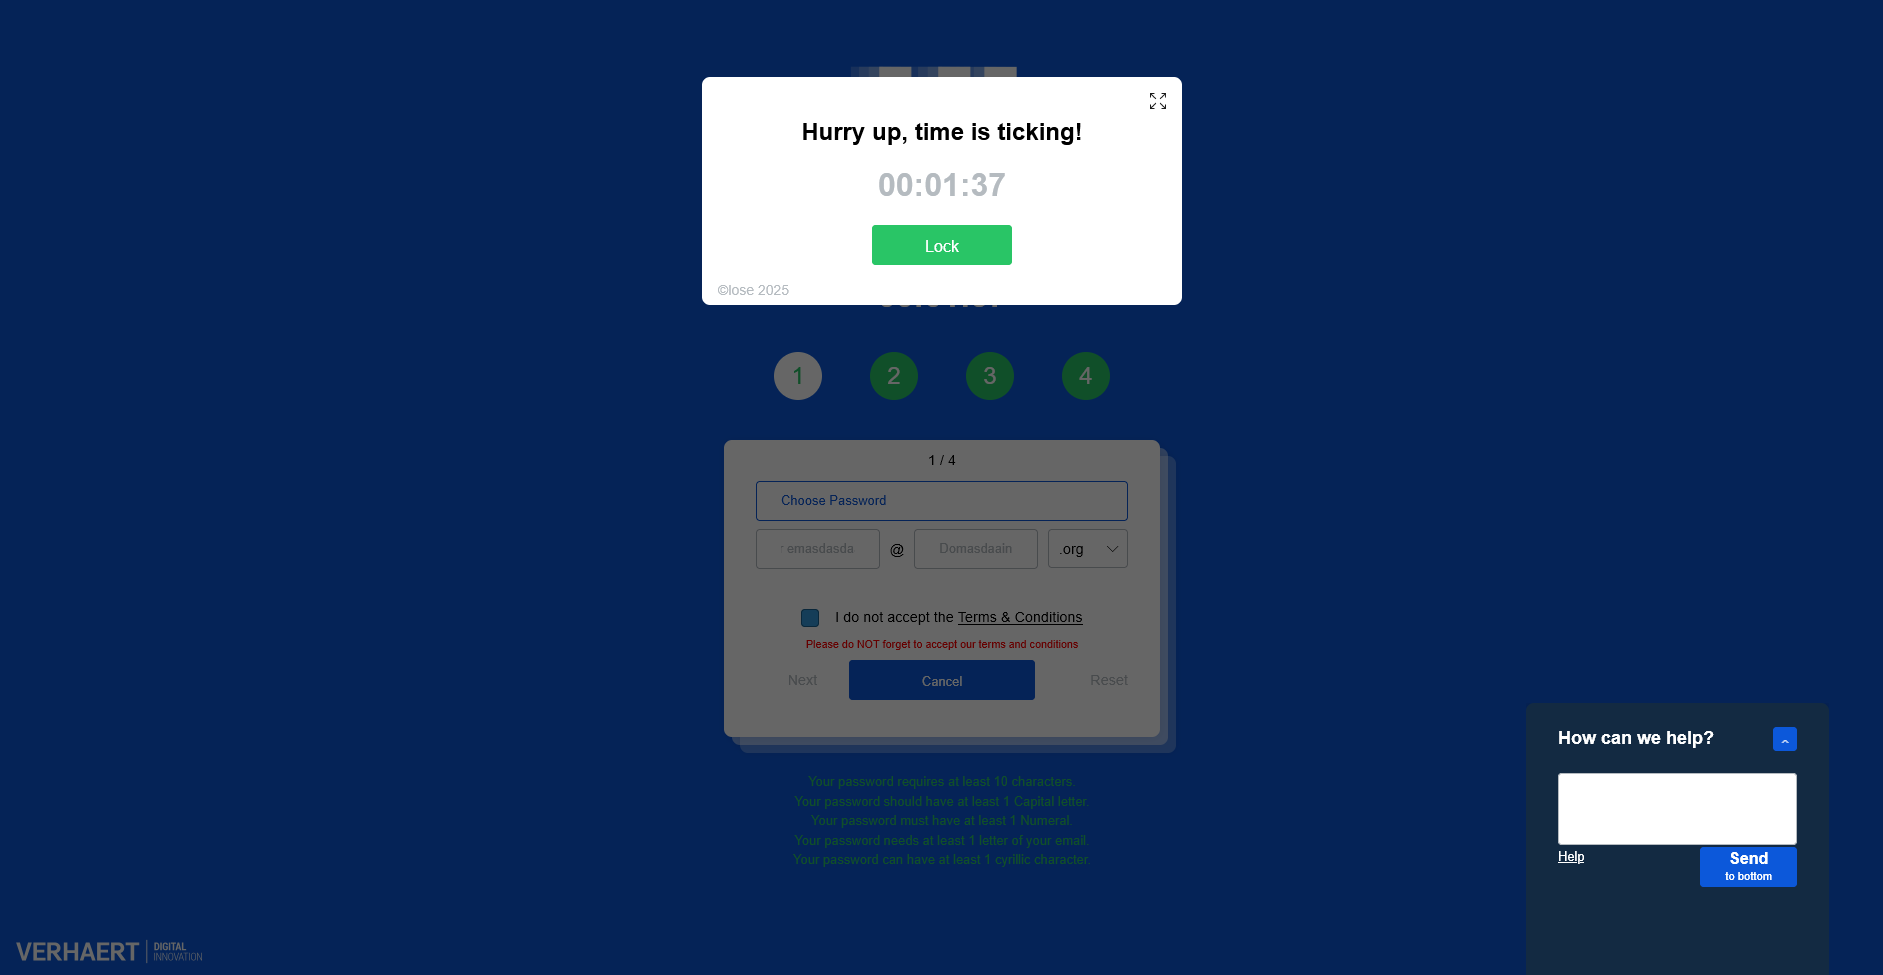 Hurry up, time is ticking!
00:01:37
Lock
©lose 2025
1 2 3 4
1 / 4
Choose Password
emasdasda @ Domasdaain .org
I do not accept the Terms & Conditions
Please do NOT forget to accept our terms and conditions
Next Cancel Reset
Your password requires at least 10 characters.
Your password should have at least 1 Capital letter.
Your password must have at least 1 Numeral.
Your password needs at least 1 letter of your email.
Your password can have at least 1 cyrillic character.
How can we help?
Help
Send
to bottom
VERHAERT DIGITAL
INNOVATION